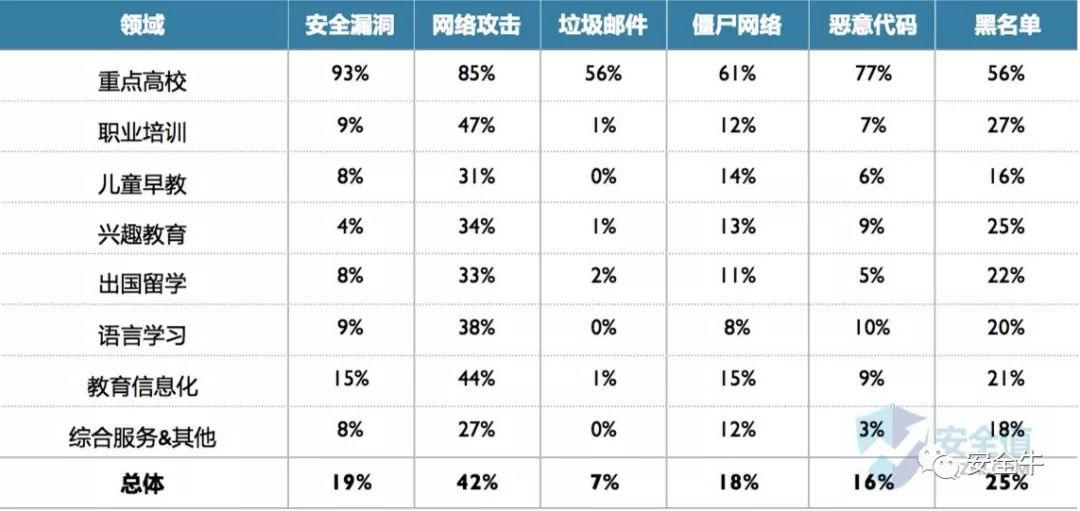 领域 安全漏洞 网络攻击 垃圾邮件 僵尸网络 恶意代码 黑名单
重点高校 93% 85% 56% 61% 77% 56%
职业培训 9% 47% 1% 12% 7% 27%
儿童早教 8% 31% 0% 14% 6% 16%
兴趣教育 4% 34% 1% 13% 9% 25%
出国留学 8% 33% 2% 11% 5% 22%
语言学习 9% 38% 0% 8% 10% 20%
教育信息化 15% 44% 1% 15% 9% 21%
综合服务&其他 8% 27% 0% 12% 3% 18%
安全值
安全牛
总体 19% 42% 7% 18% 16% 25%